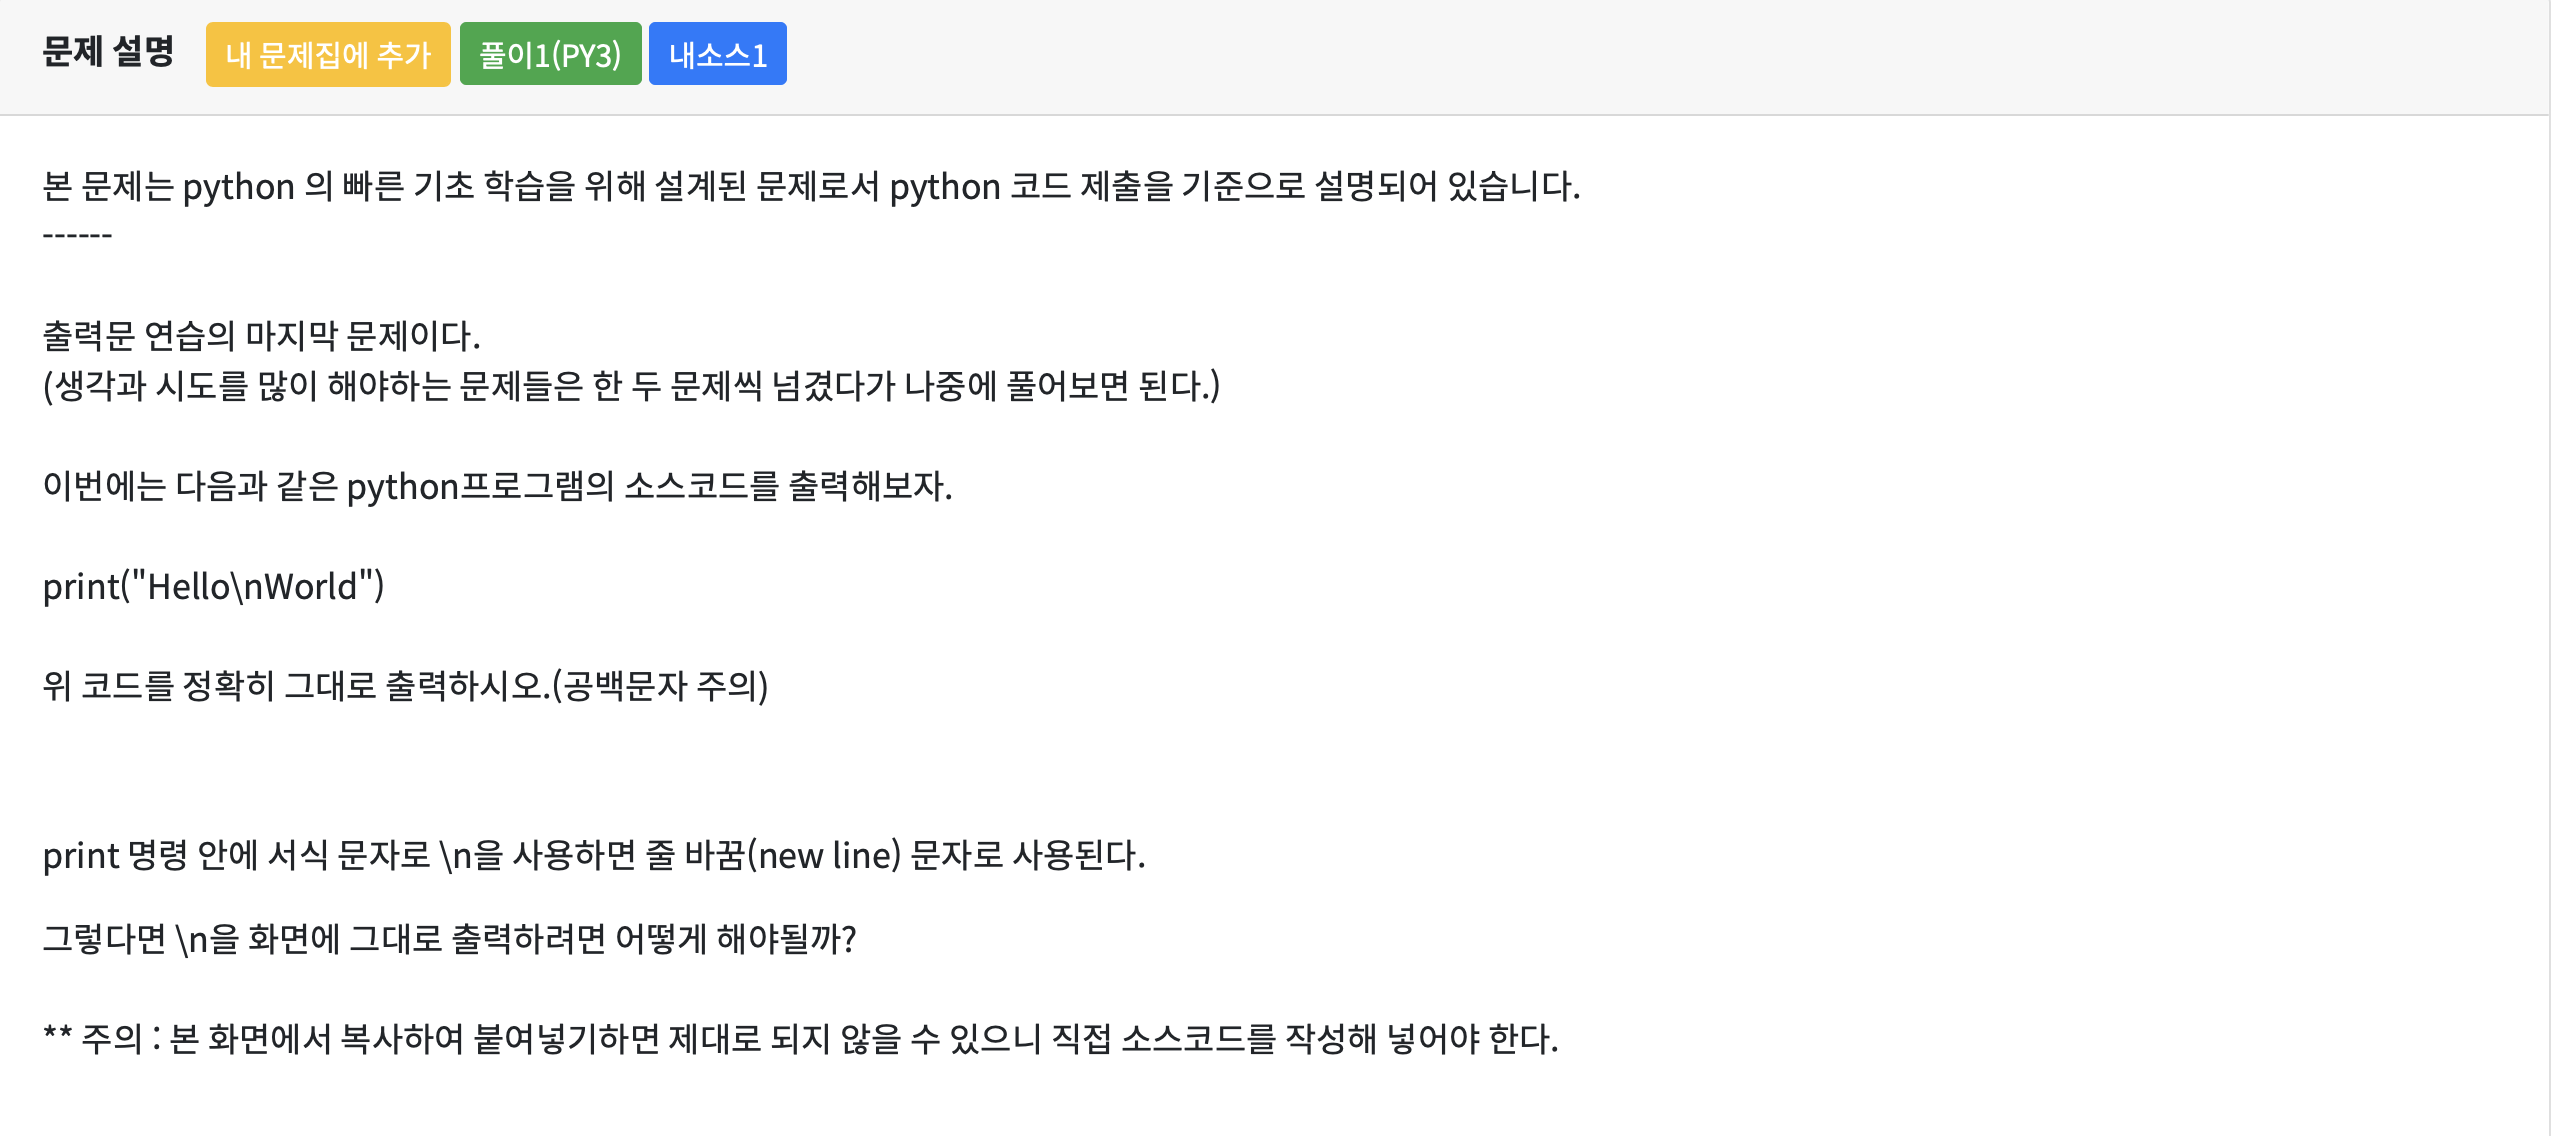 문제 설명 내 문제집에 추가 풀이1(PY3) 내소스1
본 문제는 python 의 빠른 기초 학습을 위해 설계된 문제로서 python 코드 제출을 기준으로 설명되어 있습니다.
------
출력문 연습의 마지막 문제이다.
(생각과 시도를 많이 해야하는 문제들은 한 두 문제씩 넘겼다가 나중에 풀어보면 된다.)
이번에는 다음과 같은 python프로그램의 소스코드를 출력해보자.
print("Hello\nWorld")
위 코드를 정확히 그대로 출력하시오.(공백문자 주의)
print 명령 안에 서식 문자로 \n을 사용하면 줄 바꿈(new line) 문자로 사용된다.
그렇다면 \n을 화면에 그대로 출력하려면 어떻게 해야될까?
** 주의 : 본 화면에서 복사하여 붙여넣기하면 제대로 되지 않을 수 있으니 직접 소스코드를 작성해 넣어야 한다.